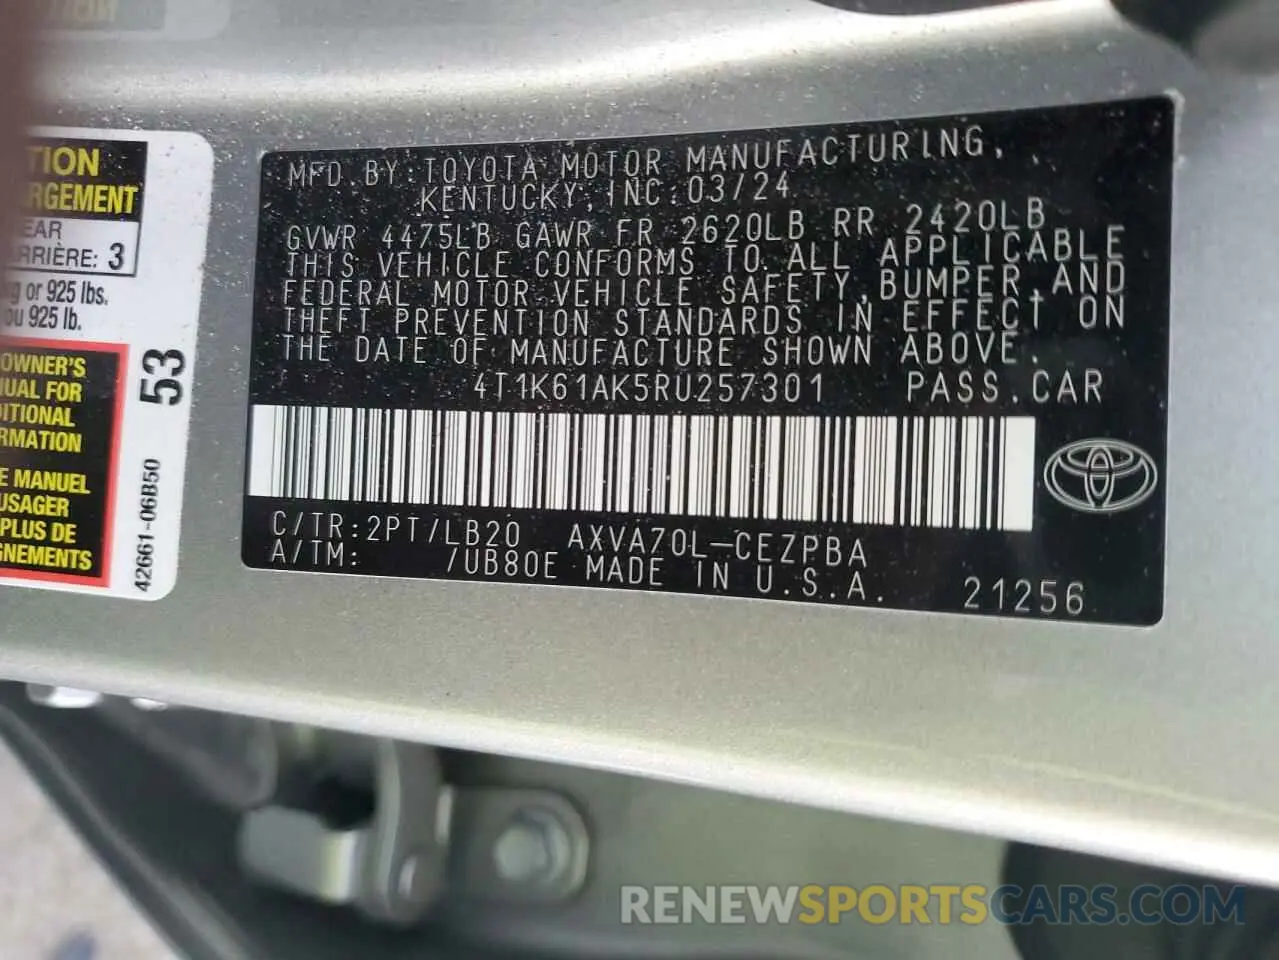 TION
RGEMENT
EAR
RRIÈRE: 3
kg or 925 lbs.
ou 925 lb.
OWNER'S
UAL FOR
DITIONAL
RMATION
E MANUEL
USAGER
PLUS DE
GNEMENTS
53
42661-06B50
MFD.BY:TOYOTA MOTOR MANUFACTURING,
KENTUCKY,INC.03/24
GVWR 4475LB GAWR FR 2620LB RR 2420LB
THIS VEHICLE CONFORMS TO ALL APPLICABLE
FEDERAL MOTOR VEHICLE SAFETY,BUMPER,AND
THEFT PREVENTION STANDARDS IN EFFECT ON
THE DATE OF MANUFACTURE SHOWN ABOVE.
4T1K61AK5RU257301 PASS.CAR
C/TR:2PT/LB20 AXVA70L-CEZPBA
A/TM: /UB80E MADE IN U.S.A.
21256
RENEWSPORTSCARS.COM